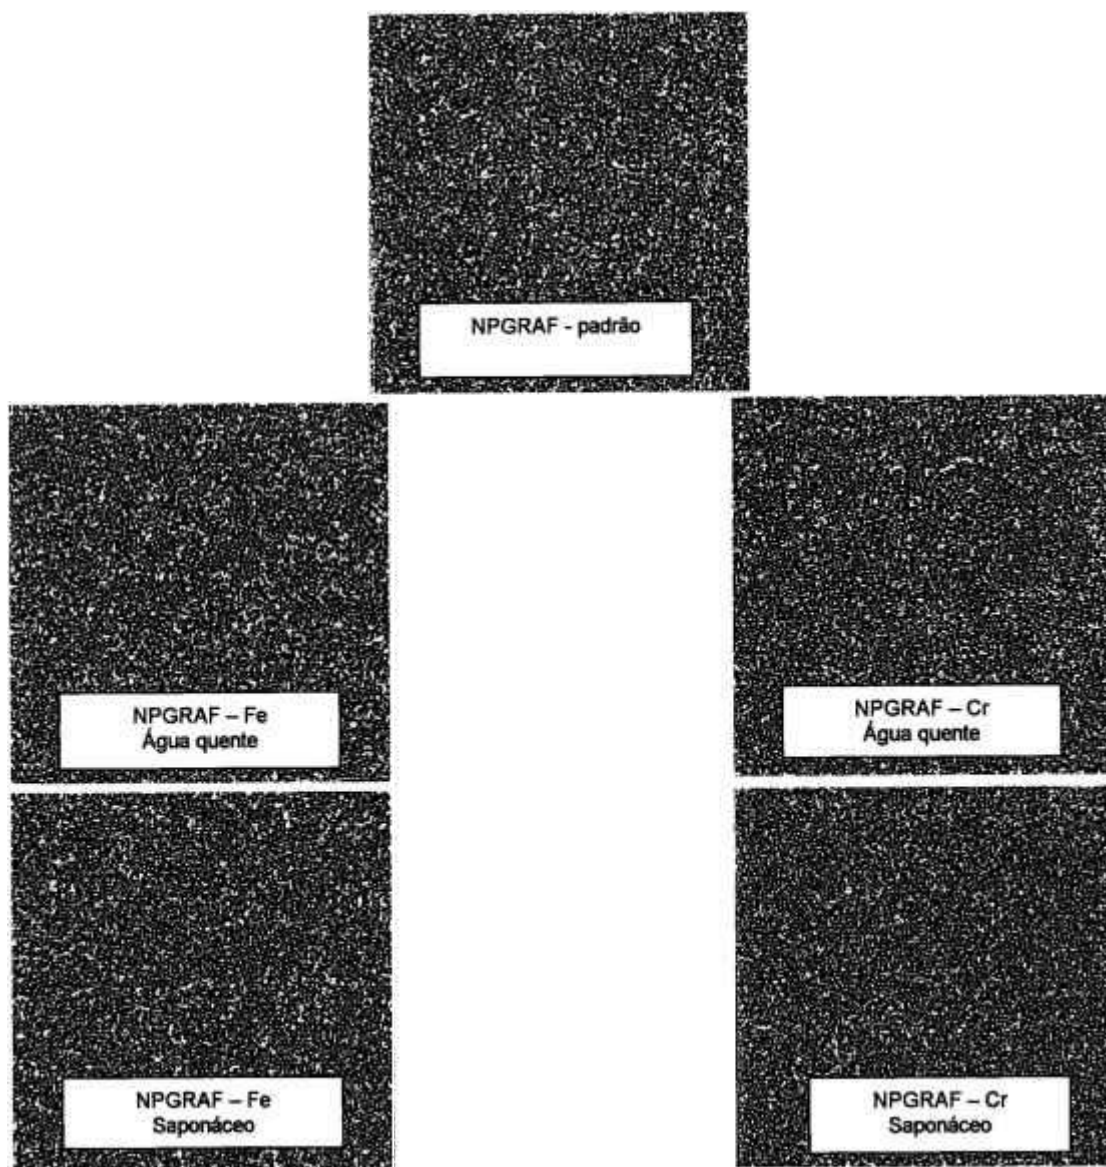 NPGRAF - padrão
NPGRAF – Fe
Água quente
NPGRAF – Cr
Água quente
NPGRAF – Fe
Saponáceo
NPGRAF – Cr
Saponáceo